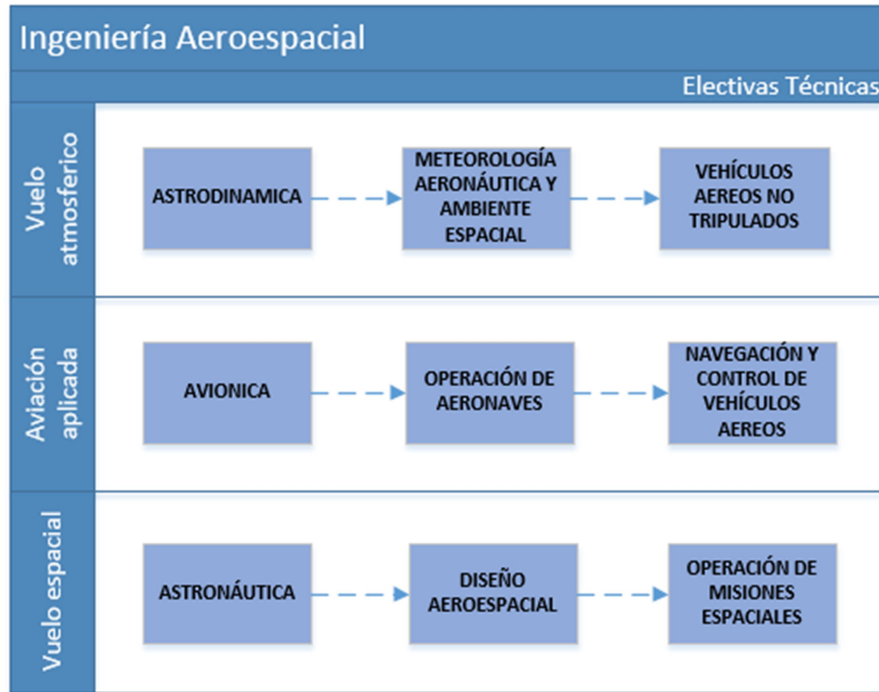 Ingeniería Aeroespacial
Electivas Técnicas
Vuelo
atmosferico
ASTRODINAMICA
METEOROLOGÍA
AERONÁUTICA Y
AMBIENTE
ESPACIAL
VEHÍCULOS
AEREOS NO
TRIPULADOS
Aviación
aplicada
AVIONICA
OPERACIÓN DE
AERONAVES
NAVEGACIÓN Y
CONTROL DE
VEHÍCULOS
AEREOS
Vuelo espacial
ASTRONÁUTICA
DISEÑO
AEROESPACIAL
OPERACIÓN DE
MISIONES
ESPACIALES